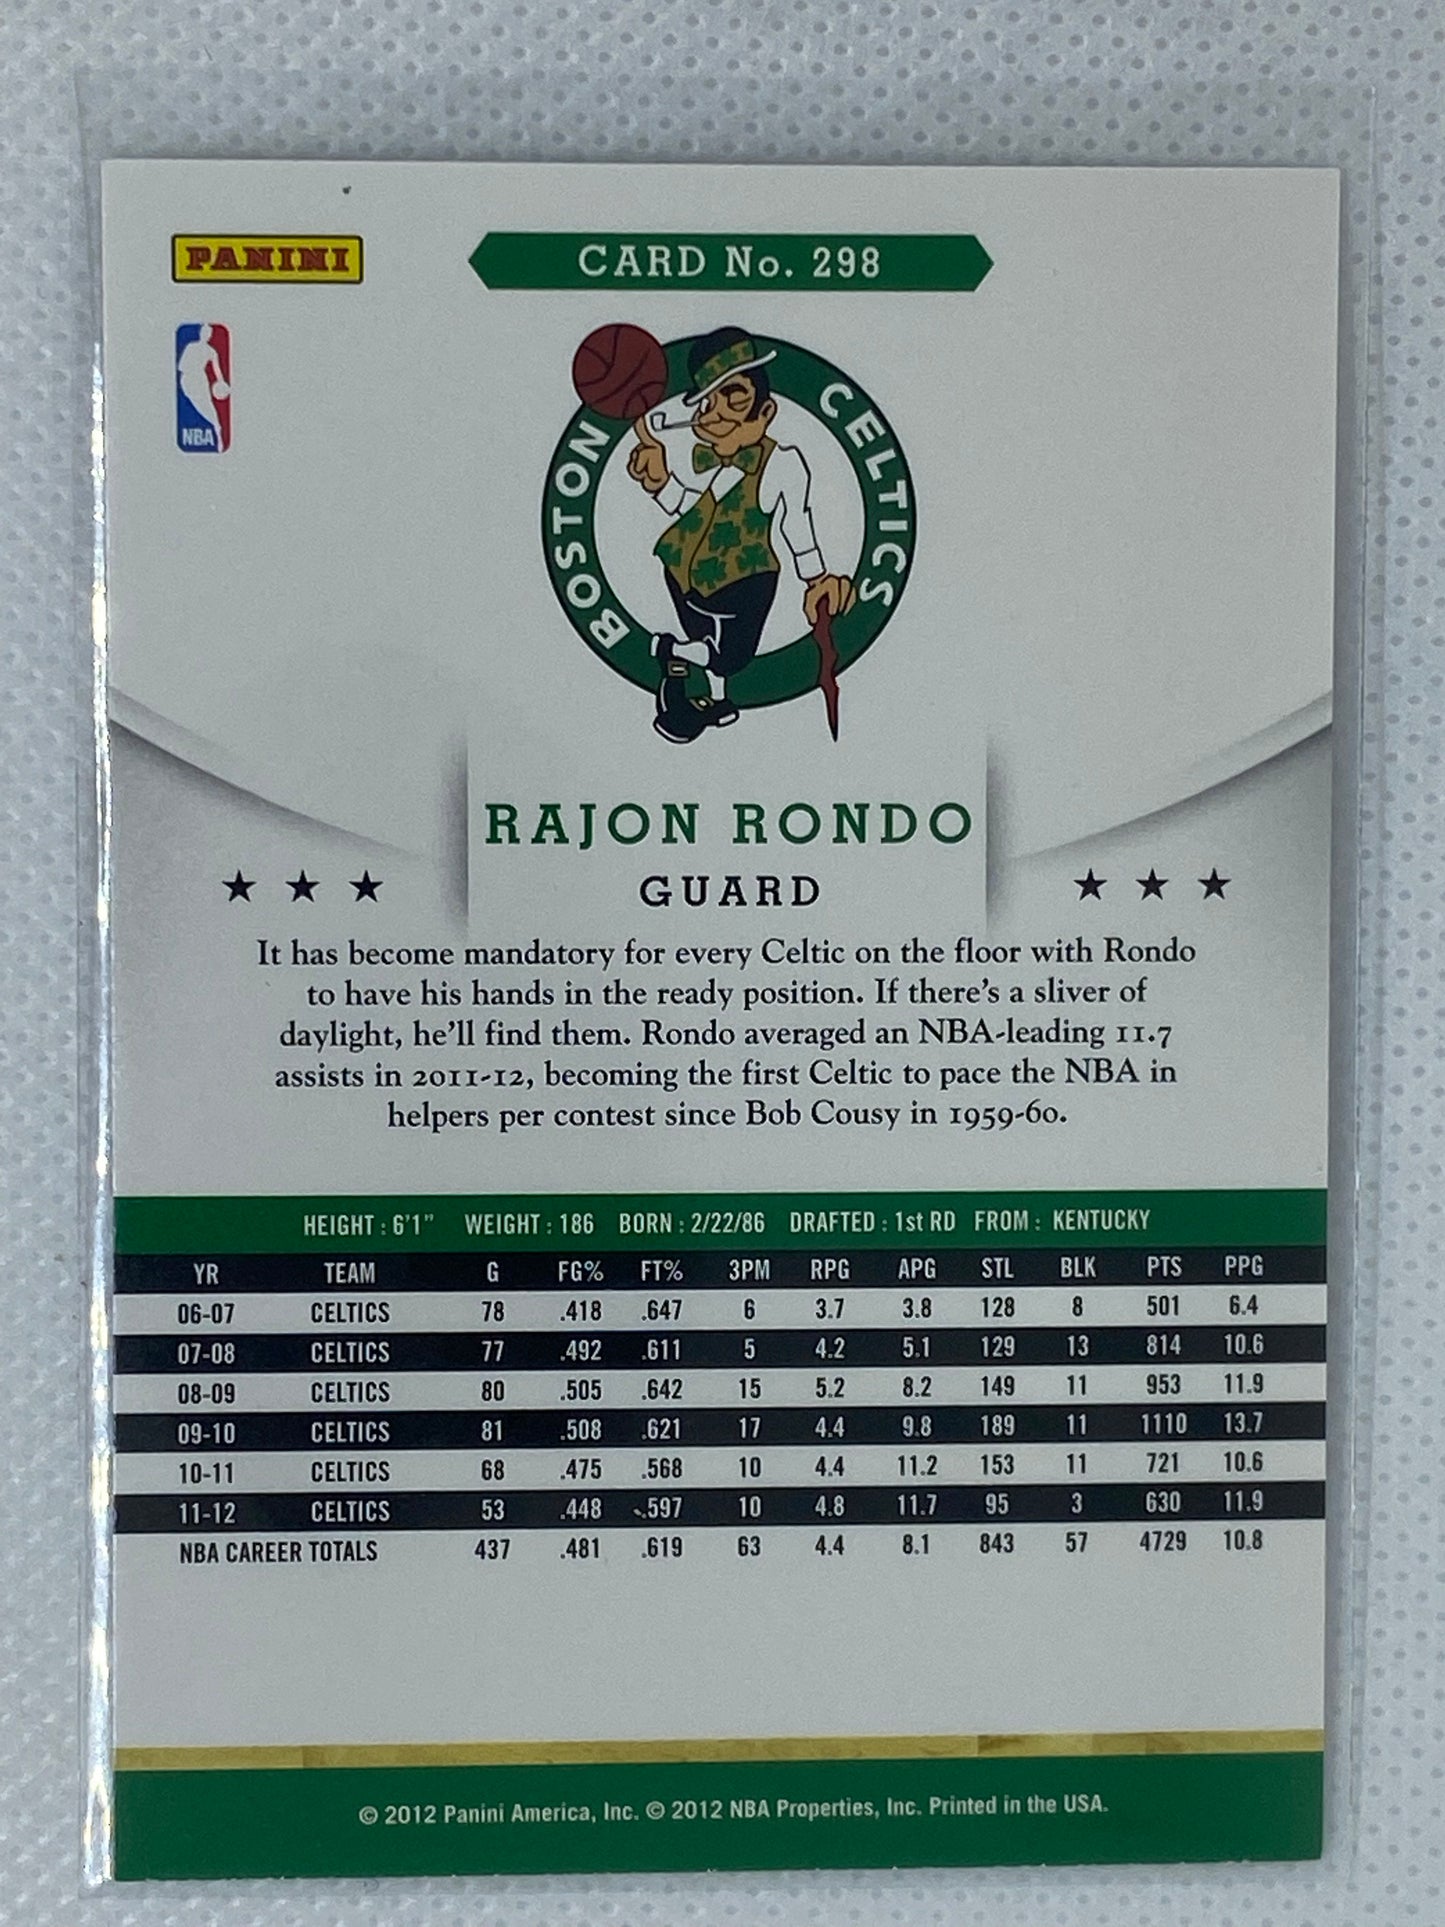 PANINI
CARD No. 298
NBA
BOSTON CELTICS
RAJON RONDO
GUARD
It has become mandatory for every Celtic on the floor with Rondo
to have his hands in the ready position. If there's a sliver of
daylight, he'll find them. Rondo averaged an NBA-leading 11.7
assists in 2011-12, becoming the first Celtic to pace the NBA in
helpers per contest since Bob Cousy in 1959-60.
HEIGHT : 6'1" WEIGHT : 186 BORN : 2/22/86 DRAFTED : 1st RD FROM : KENTUCKY
YR TEAM G FG% FT% 3PM RPG APG STL BLK PTS PPG
06-07 CELTICS 78 .418 .647 6 3.7 3.8 128 8 501 6.4
07-08 CELTICS 77 .492 .611 5 4.2 5.1 129 13 814 10.6
08-09 CELTICS 80 .505 .642 15 5.2 8.2 149 11 953 11.9
09-10 CELTICS 81 .508 .621 17 4.4 9.8 189 11 1110 13.7
10-11 CELTICS 68 .475 .568 10 4.4 11.2 153 11 721 10.6
11-12 CELTICS 53 .448 .597 10 4.8 11.7 95 3 630 11.9
NBA CAREER TOTALS 437 .481 .619 63 4.4 8.1 843 57 4729 10.8
© 2012 Panini America, Inc. © 2012 NBA Properties, Inc. Printed in the USA.